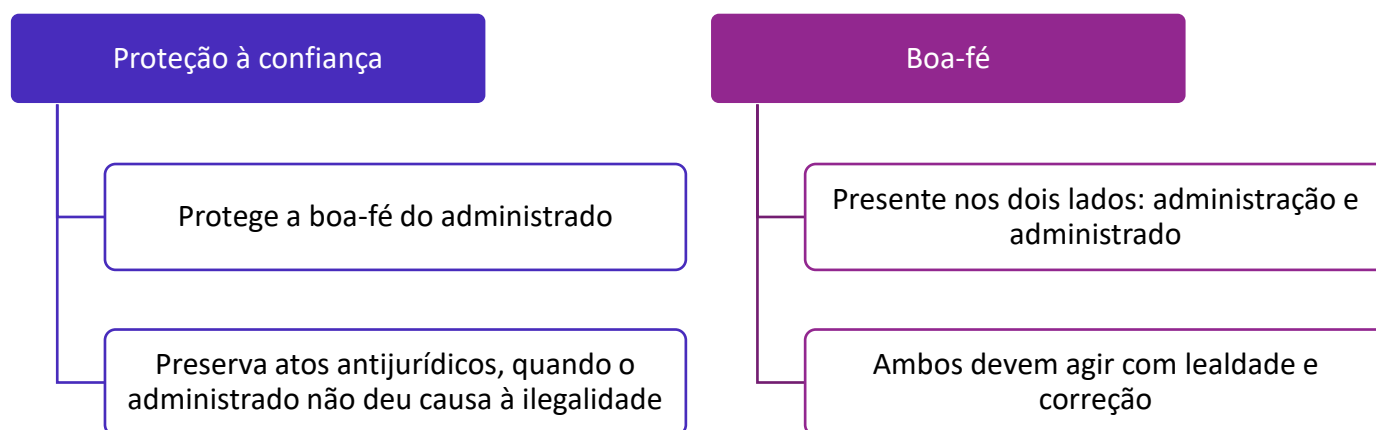 Proteção à confiança
Protege a boa-fé do administrado
Preserva atos antijurídicos, quando o
administrado não deu causa à ilegalidade
Boa-fé
Presente nos dois lados: administração e
administrado
Ambos devem agir com lealdade e
correção